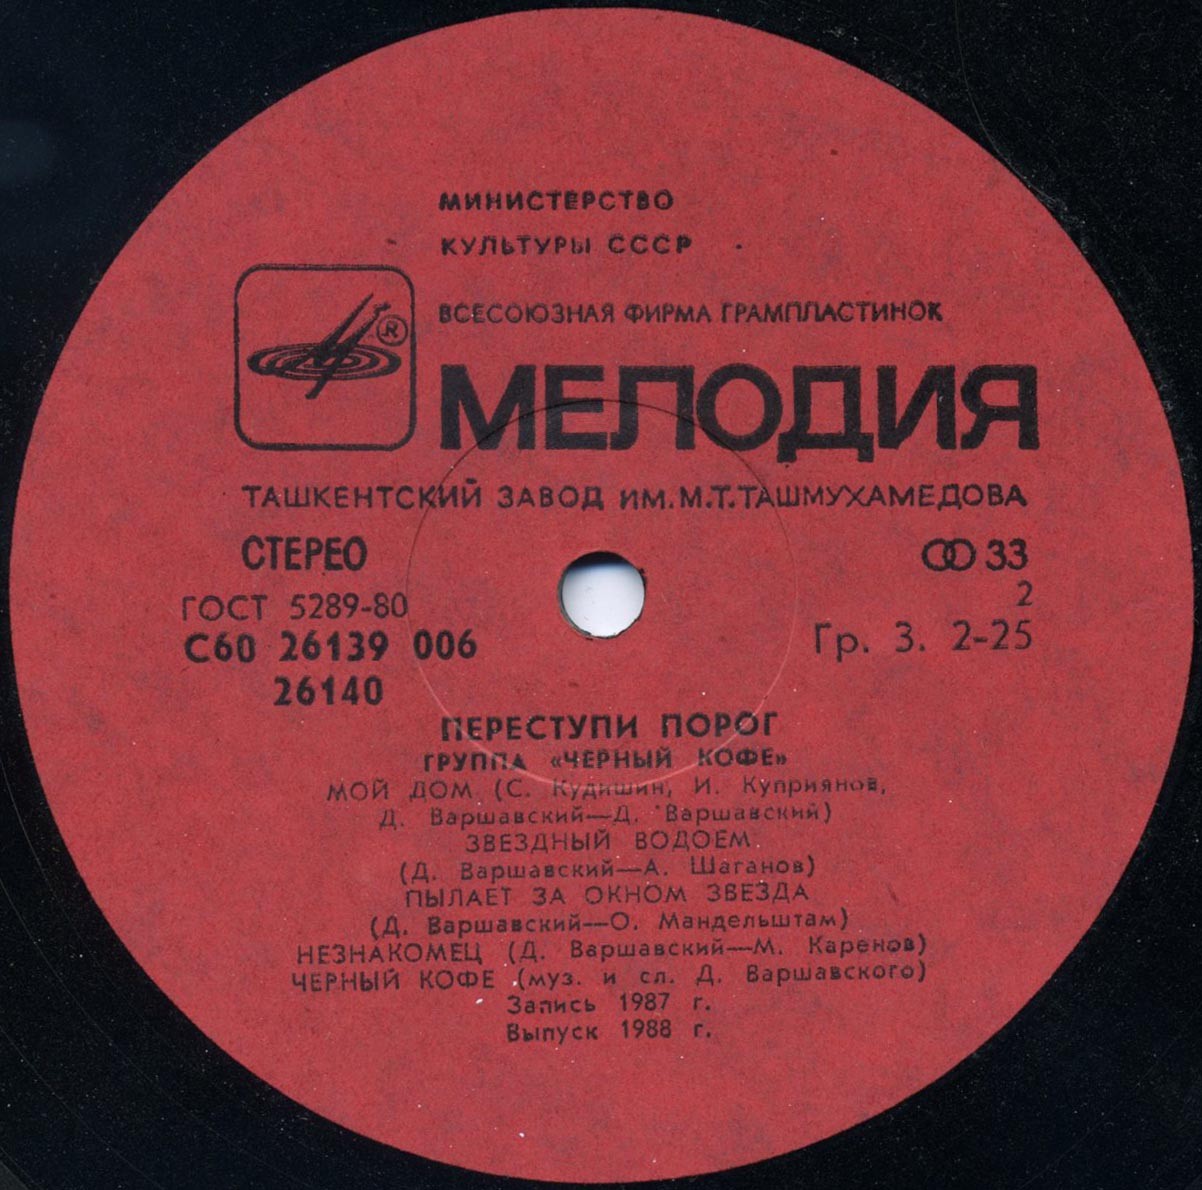 МИНИСТЕРСТВО
КУЛЬТУРЫ СССР
ВСЕСОЮЗНАЯ ФИРМА ГРАМПЛАСТИНОК
®
МЕЛОДИЯ
ТАШКЕНТСКИЙ ЗАВОД ИМ. М.Т. ТАШМУХАМЕДОВА
СТЕРЕО
33
ГОСТ 5289-80
2
С60 26139 006
Гр. 3. 2-25
26140
ПЕРЕСТУПИ ПОРОГ
ГРУППА «ЧЕРНЫЙ КОФЕ»
МОЙ ДОМ (С. Кудишин, И. Куприянов,
Д. Варшавский—Д. Варшавский)
ЗВЕЗДНЫЙ ВОДОЕМ
(Д. Варшавский—А. Шаганов)
ПЫЛАЕТ ЗА ОКНОМ ЗВЕЗДА
(Д. Варшавский—О. Мандельштам)
НЕЗНАКОМЕЦ (Д. Варшавский—М. Каренов)
ЧЕРНЫЙ КОФЕ (муз. и сл. Д. Варшавского)
Запись 1987 г.
Выпуск 1988 г.